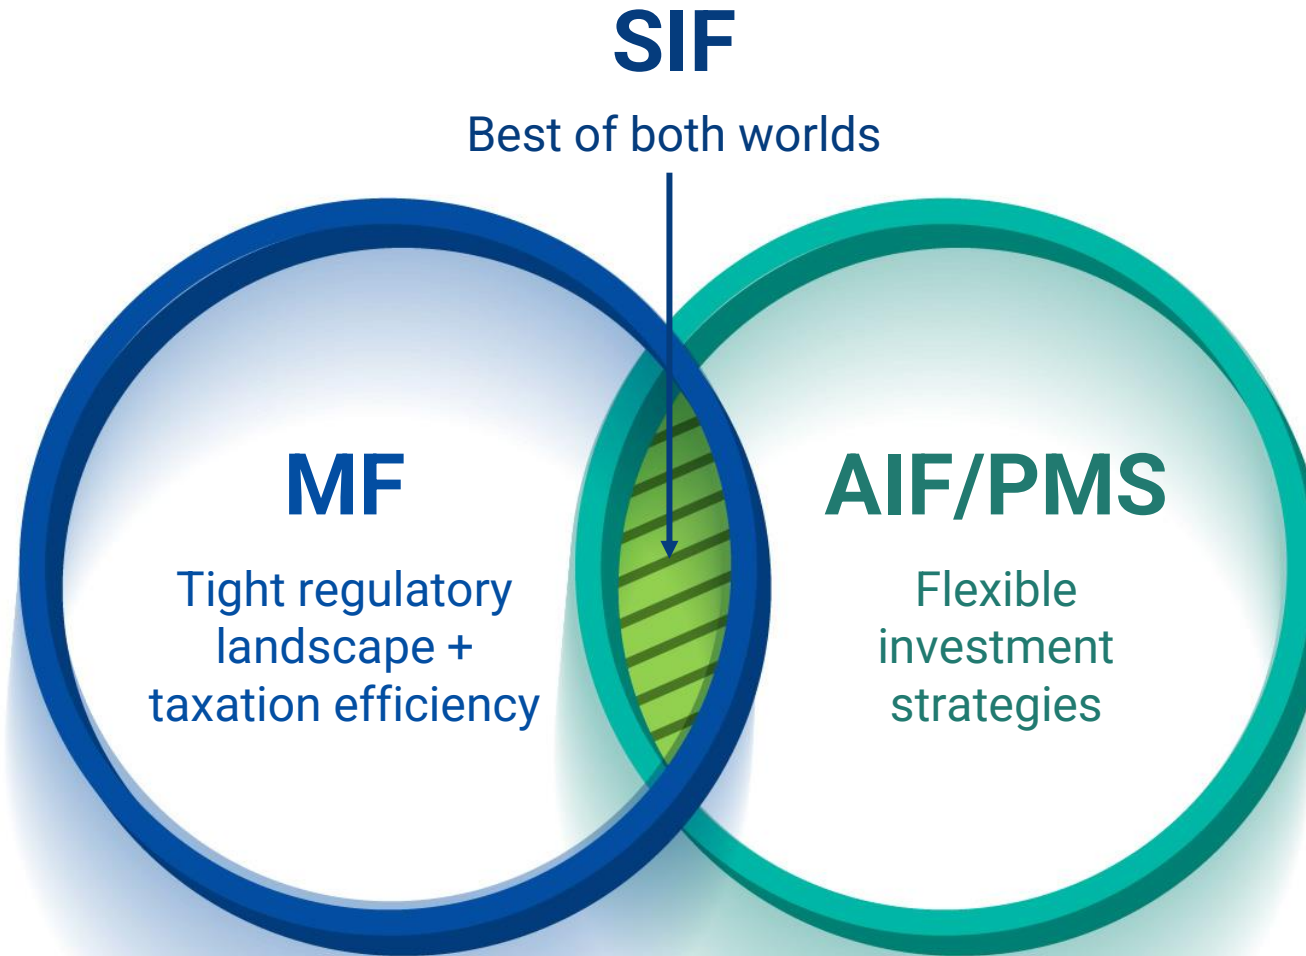 SIF
Best of both worlds
MF
Tight regulatory
landscape +
taxation efficiency
AIF/PMS
Flexible
investment
strategies